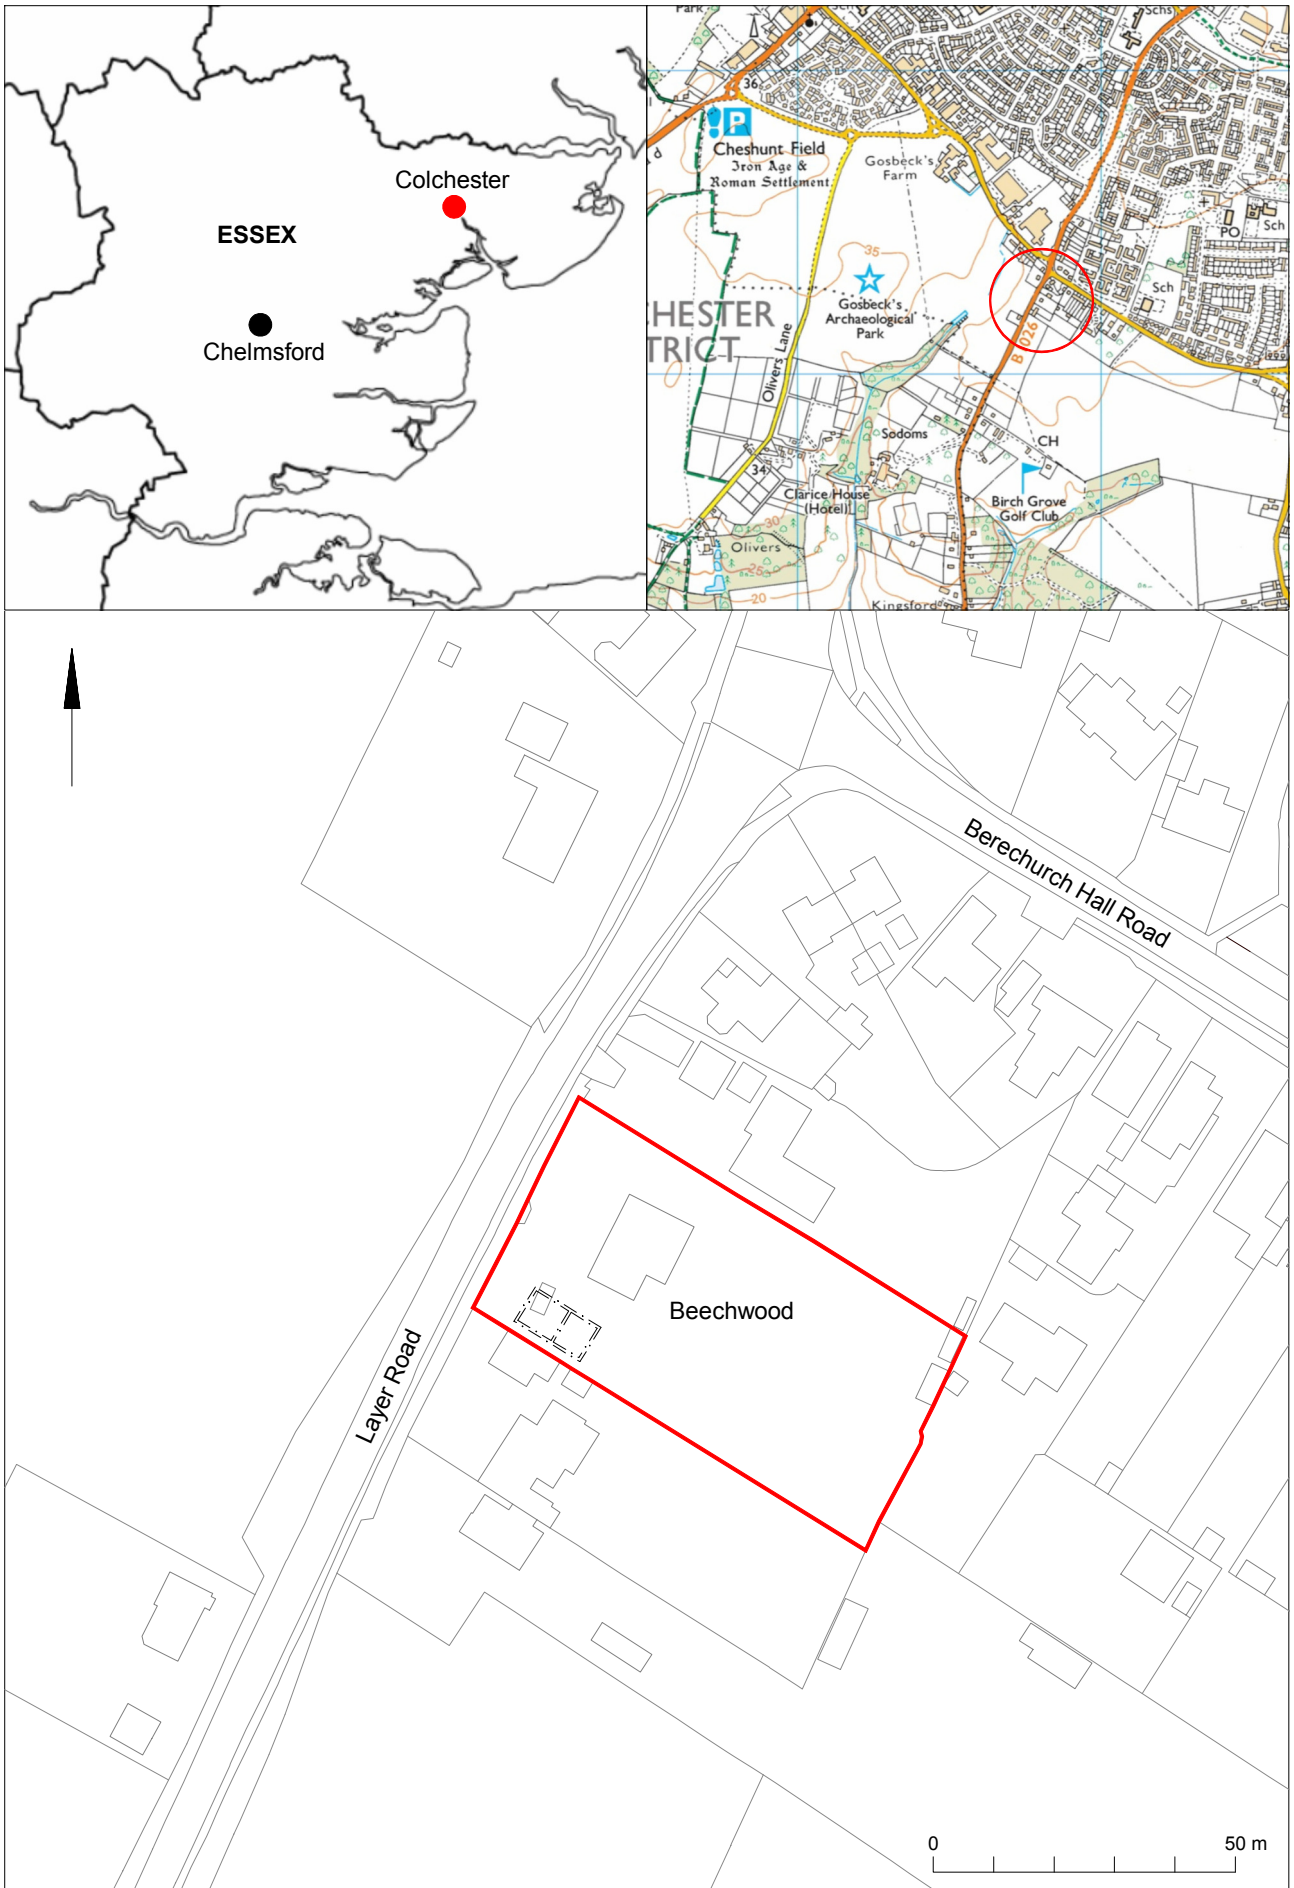 Colchester
ESSEX
Chelmsford
Park
Schs
36
P
Cheshunt Field
Iron Age &
Roman Settlement
Gosbeck's
Farm
PO
Sch
35
Gosbeck's
Archaeological
Park
Sch
CHESTER
TRICT
Olivers Lane
B 1026
Sodoms
CH
34
Clarice House
(Hotel)
Birch Grove
Golf Club
30
Olivers
25
20
Kingsford
Berechurch Hall Road
Beechwood
Layer Road
0
50 m